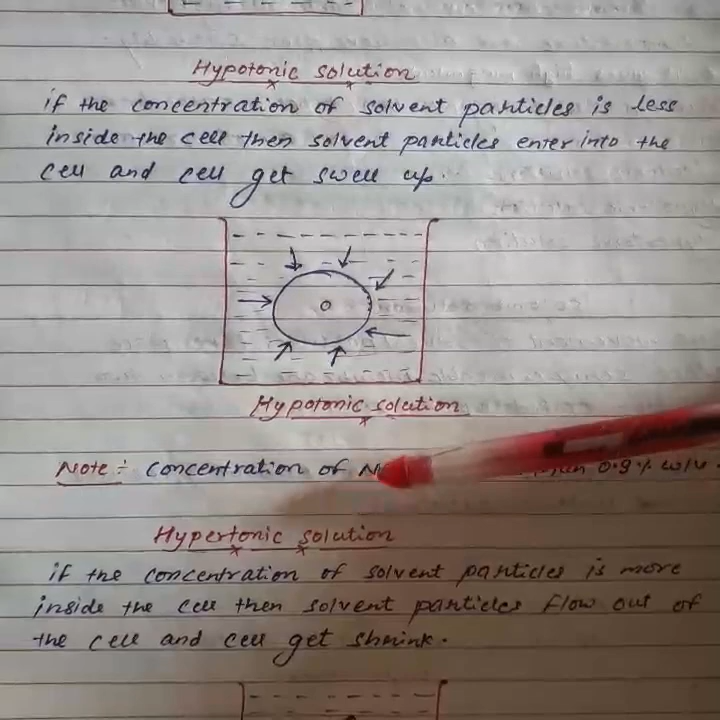 Hypotonic solution
if the concentration of solvent particles is less
inside the cell then solvent particles enter into the
cell and cell get swell up.
Hypotonic solution
Note ÷ concentration of 0.9% w/v.
Hypertonic solution
if the concentration of solvent particles is more
inside the cell then solvent particles flow out of
the cell and cell get shrink.